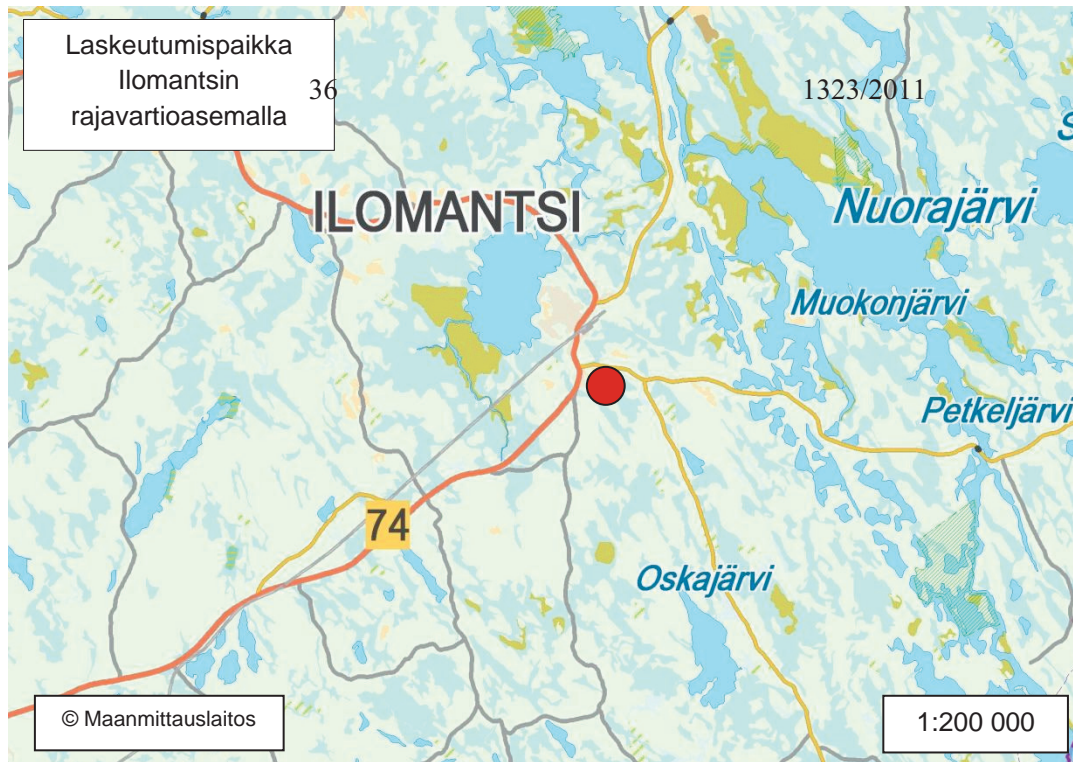 Laskeutumispaikka
Ilomantsin
rajavartioasemalla
36
1323/2011
S
ILOMANTSI
Nuorajärvi
Muokonjärvi
Petkeljärvi
74
Oskajärvi
© Maanmittauslaitos
1:200 000